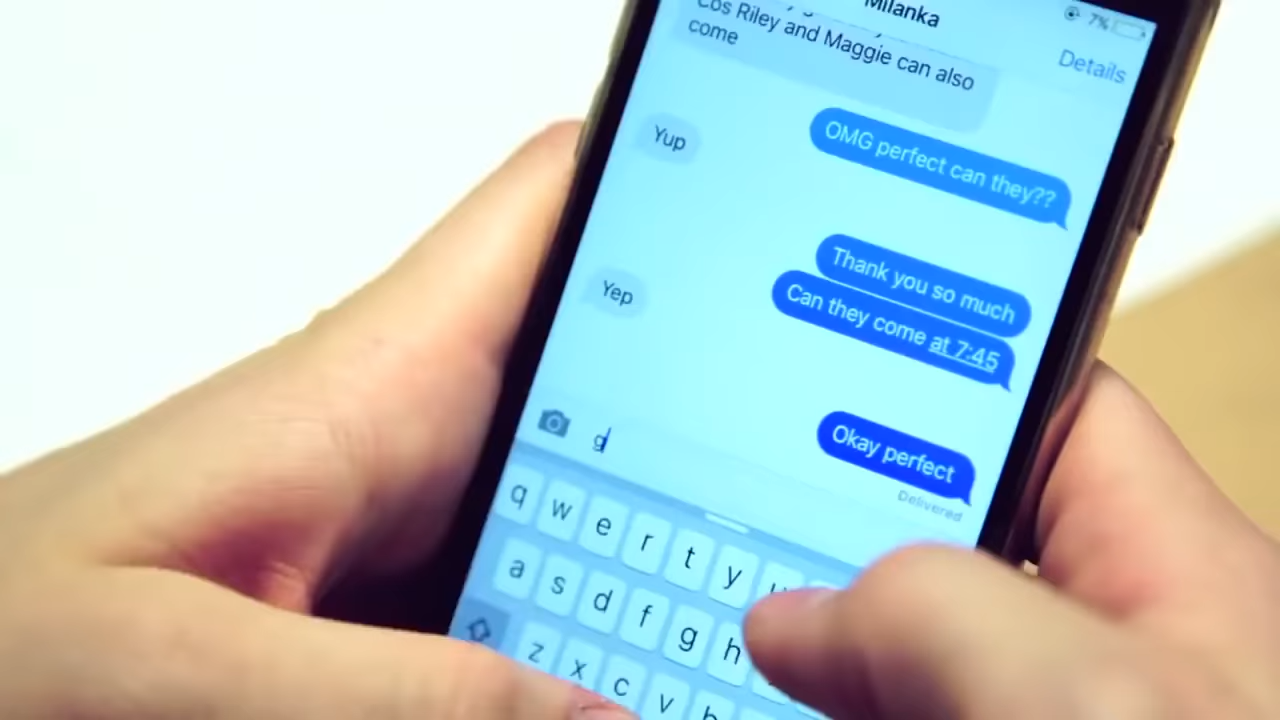 Milanka
7%
Details
Cos Riley and Maggie can also
come
OMG perfect can they??
Yup
Thank you so much
Can they come at 7:45
Yep
Okay perfect
Delivered
g
q w e r t y
a s d f g h
z x c v